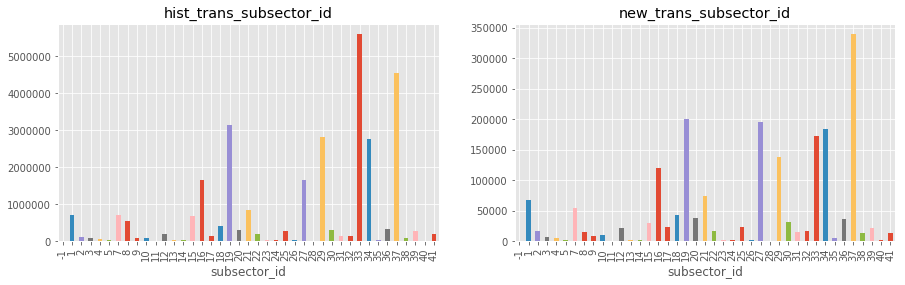 hist_trans_subsector_id
5000000
4000000
3000000
2000000
1000000
0
-1 1 2 3 4 5 7 8 9 10 11 12 13 14 15 16 17 18 19 20 21 22 23 24 25 26 27 28 29 30 31 32 33 34 35 36 37 38 39 40 41
subsector_id
new_trans_subsector_id
350000
300000
250000
200000
150000
100000
50000
0
-1 1 2 3 4 5 7 8 9 10 11 12 13 14 15 16 17 18 19 20 21 22 23 24 25 26 27 28 29 30 31 32 33 34 35 36 37 38 39 40 41
subsector_id